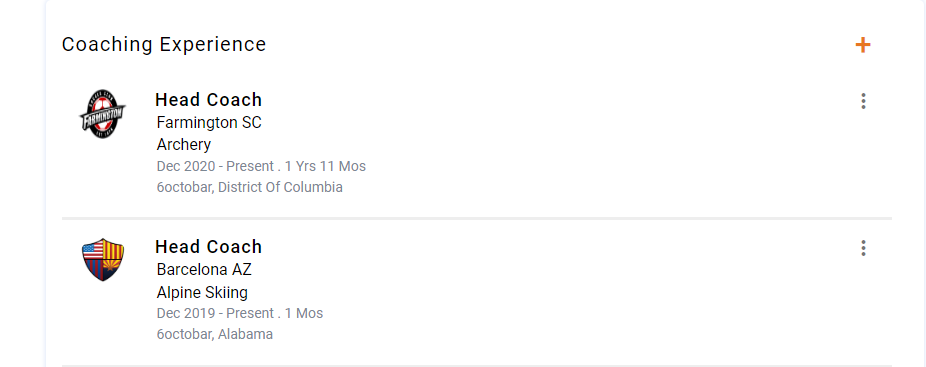 Coaching Experience
+
FARMINGTON
Head Coach
Farmington SC
Archery
Dec 2020 - Present . 1 Yrs 11 Mos
6octobar, District Of Columbia
Head Coach
Barcelona AZ
Alpine Skiing
Dec 2019 - Present . 1 Mos
6octobar, Alabama